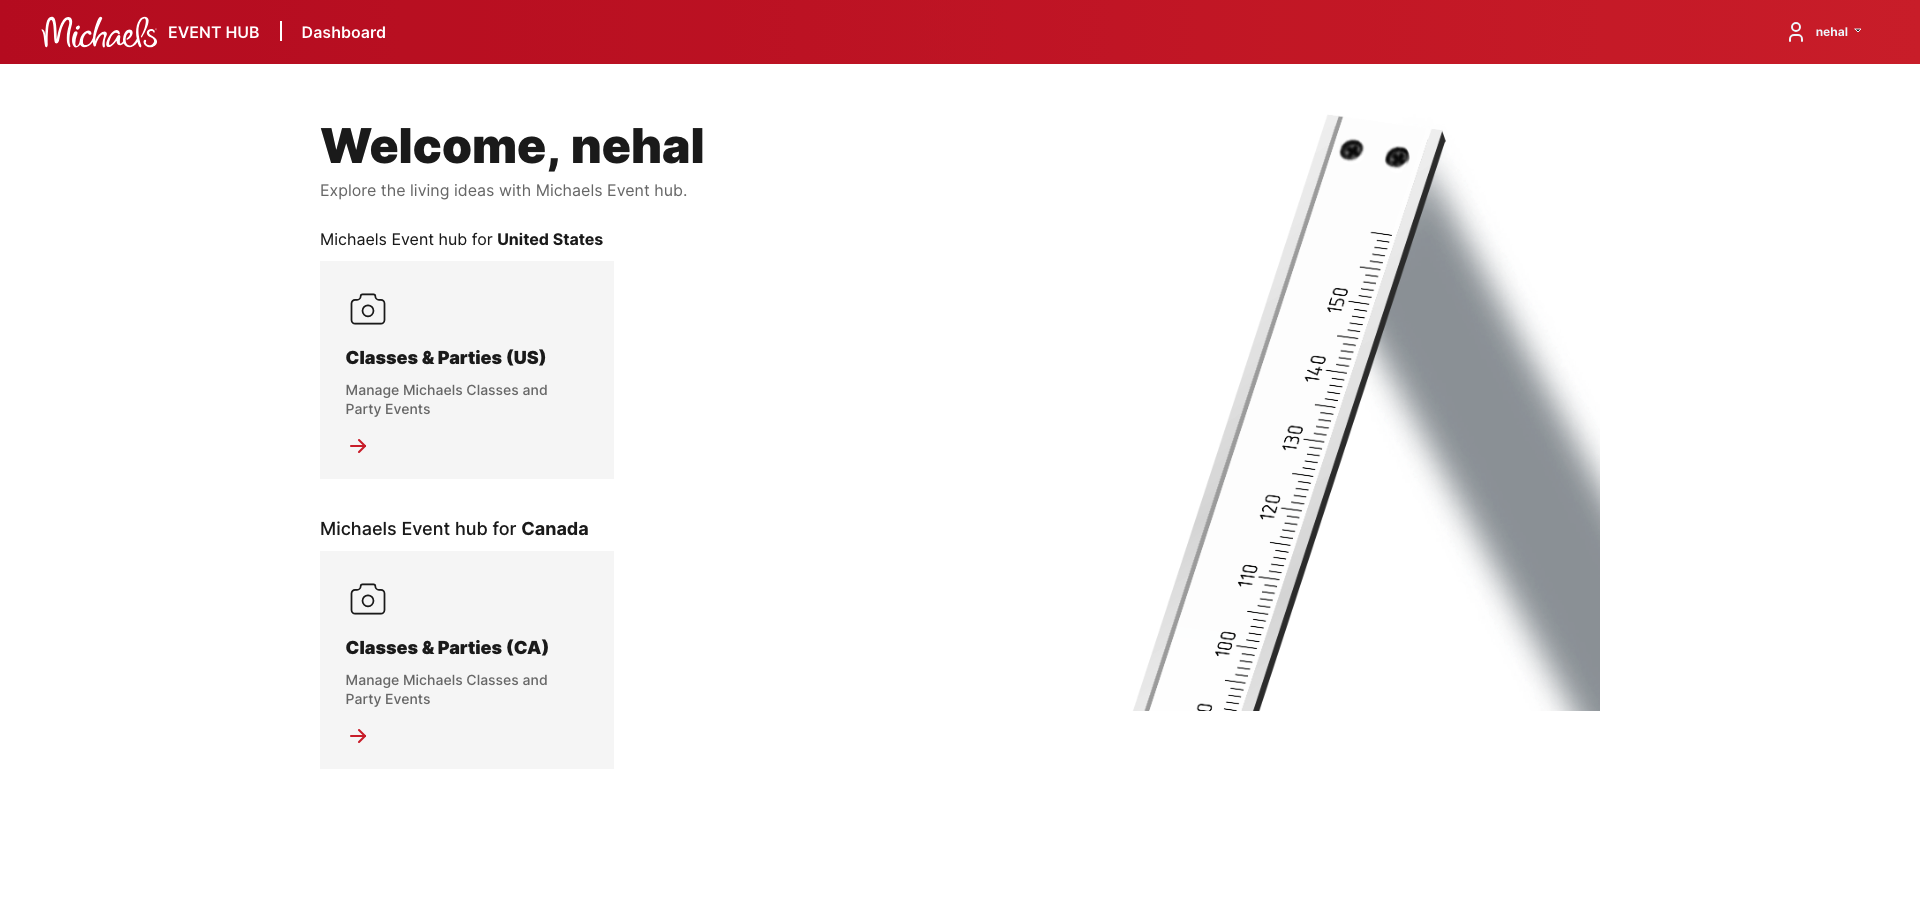 Michaels EVENT HUB Dashboard nehal
Welcome, nehal
Explore the living ideas with Michaels Event hub.
Michaels Event hub for United States
Classes & Parties (US)
Manage Michaels Classes and
Party Events
Michaels Event hub for Canada
Classes & Parties (CA)
Manage Michaels Classes and
Party Events
150
140
130
120
110
100
0